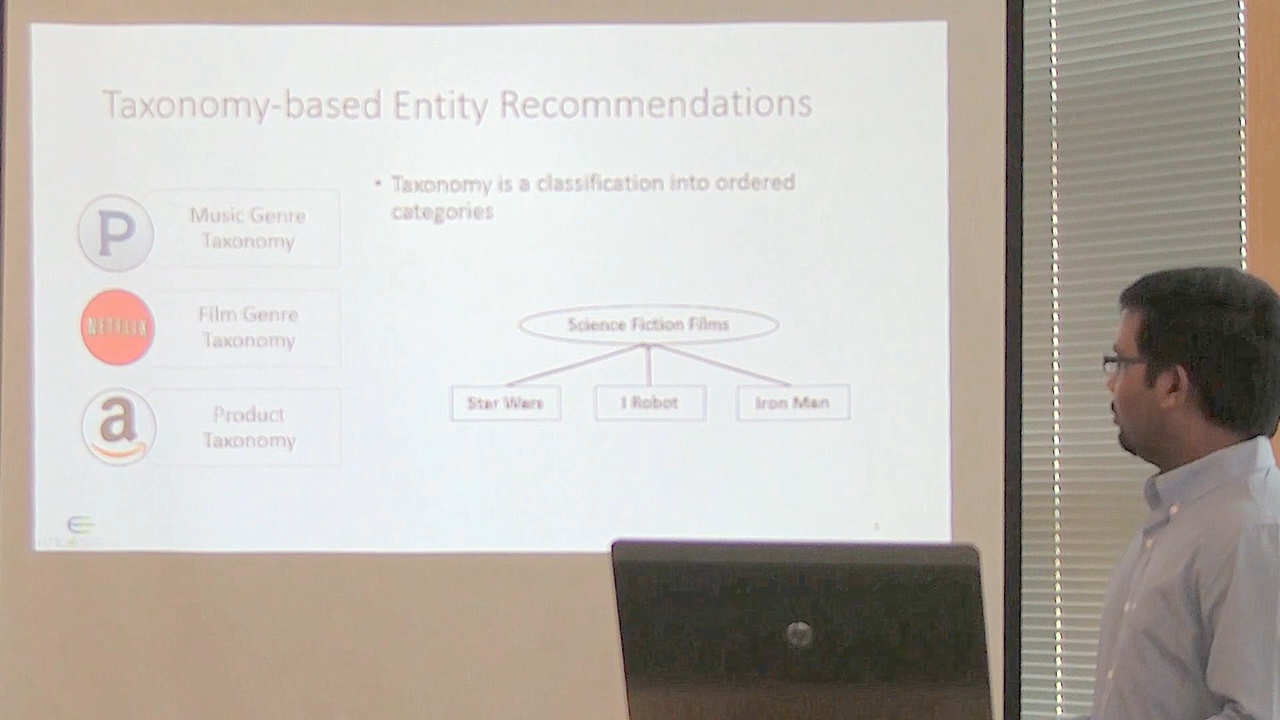 Taxonomy-based Entity Recommendations
• Taxonomy is a classification into ordered
categories
P
Music Genre
Taxonomy
NETFLIX
Film Genre
Taxonomy
a
Product
Taxonomy
Science Fiction Films
Star Wars
I Robot
Iron Man
hp